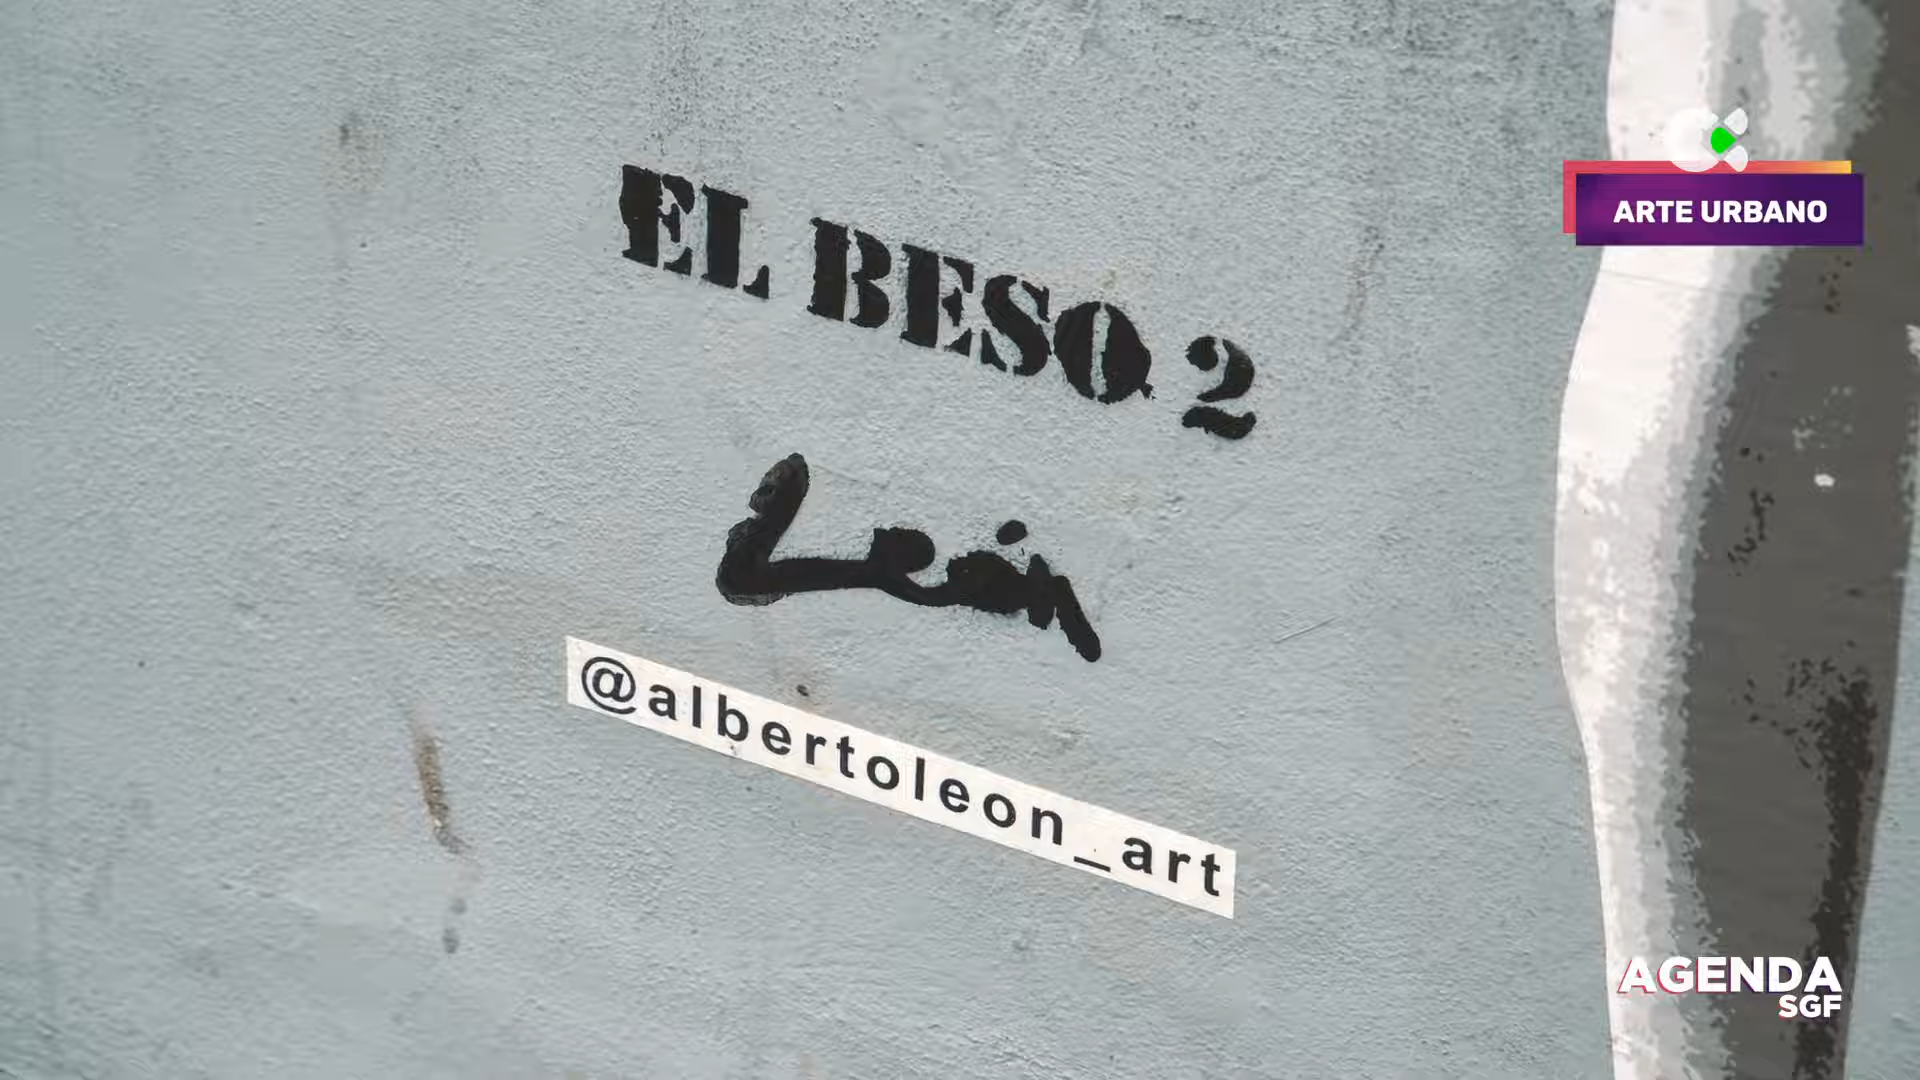 ARTE URBANO
EL BESO 2
León
@albertoleon_art
AGENDA
SGF